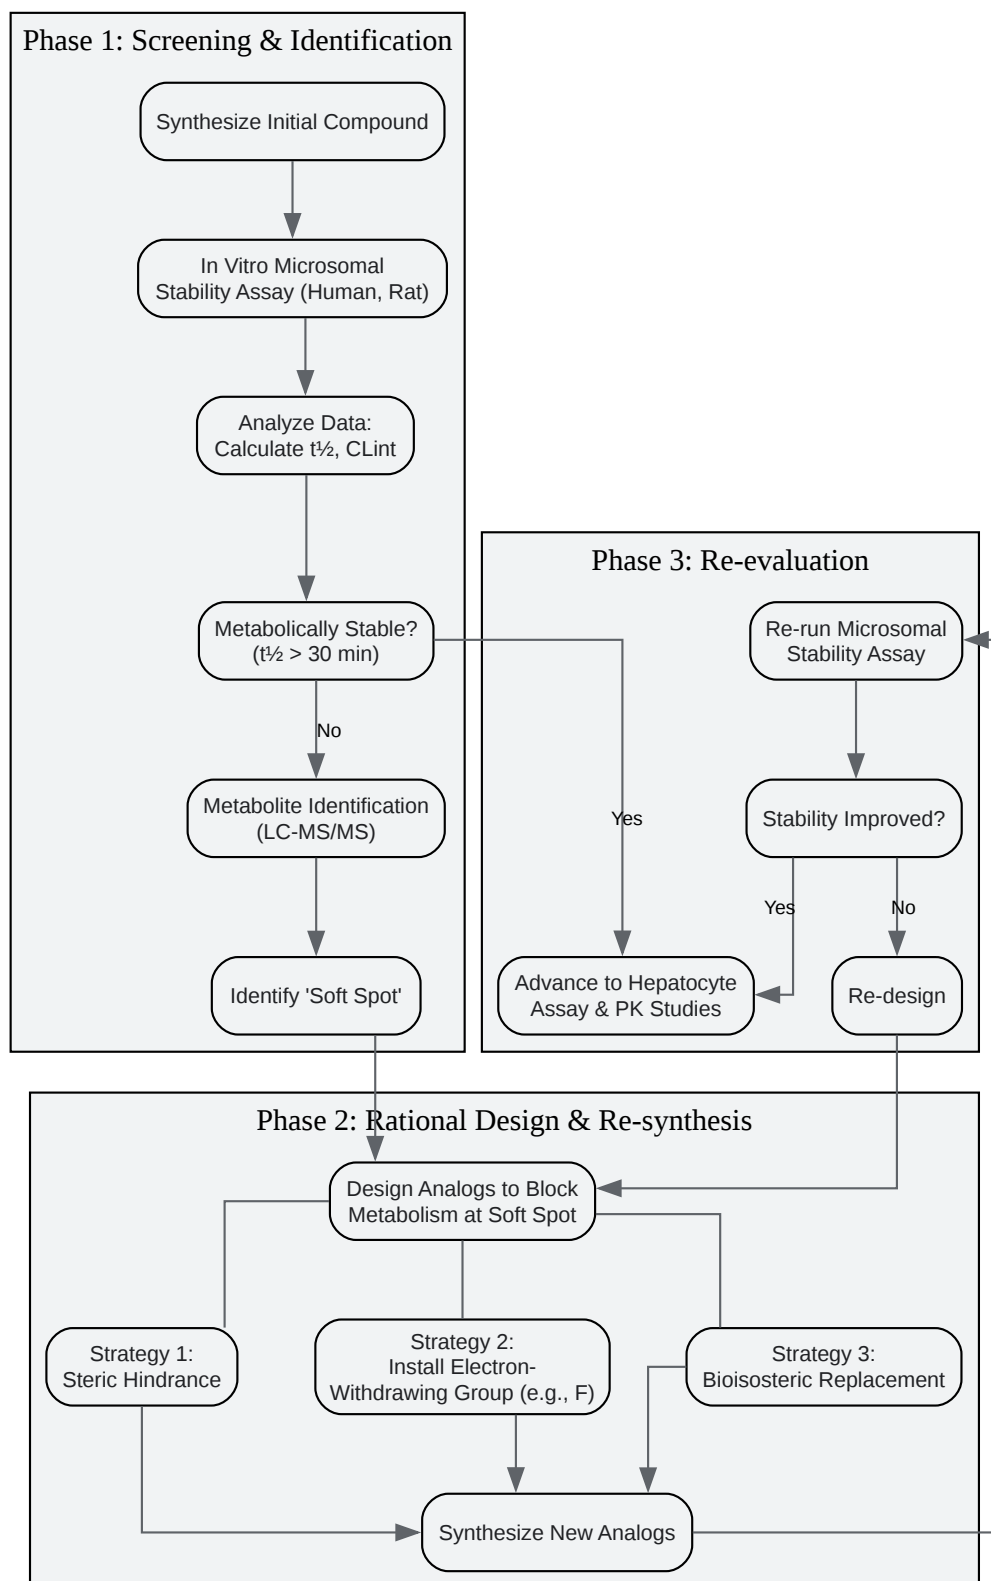 Phase 1: Screening & Identification
Synthesize Initial Compound
In Vitro Microsomal
Stability Assay (Human, Rat)
Analyze Data:
Calculate t½, CLint
Metabolically Stable?
(t½ > 30 min)
No
Yes
Metabolite Identification
(LC-MS/MS)
Identify 'Soft Spot'
Phase 3: Re-evaluation
Re-run Microsomal
Stability Assay
Stability Improved?
Yes
No
Advance to Hepatocyte
Assay & PK Studies
Re-design
Phase 2: Rational Design & Re-synthesis
Design Analogs to Block
Metabolism at Soft Spot
Strategy 1:
Steric Hindrance
Strategy 2:
Install Electron-
Withdrawing Group (e.g., F)
Strategy 3:
Bioisosteric Replacement
Synthesize New Analogs